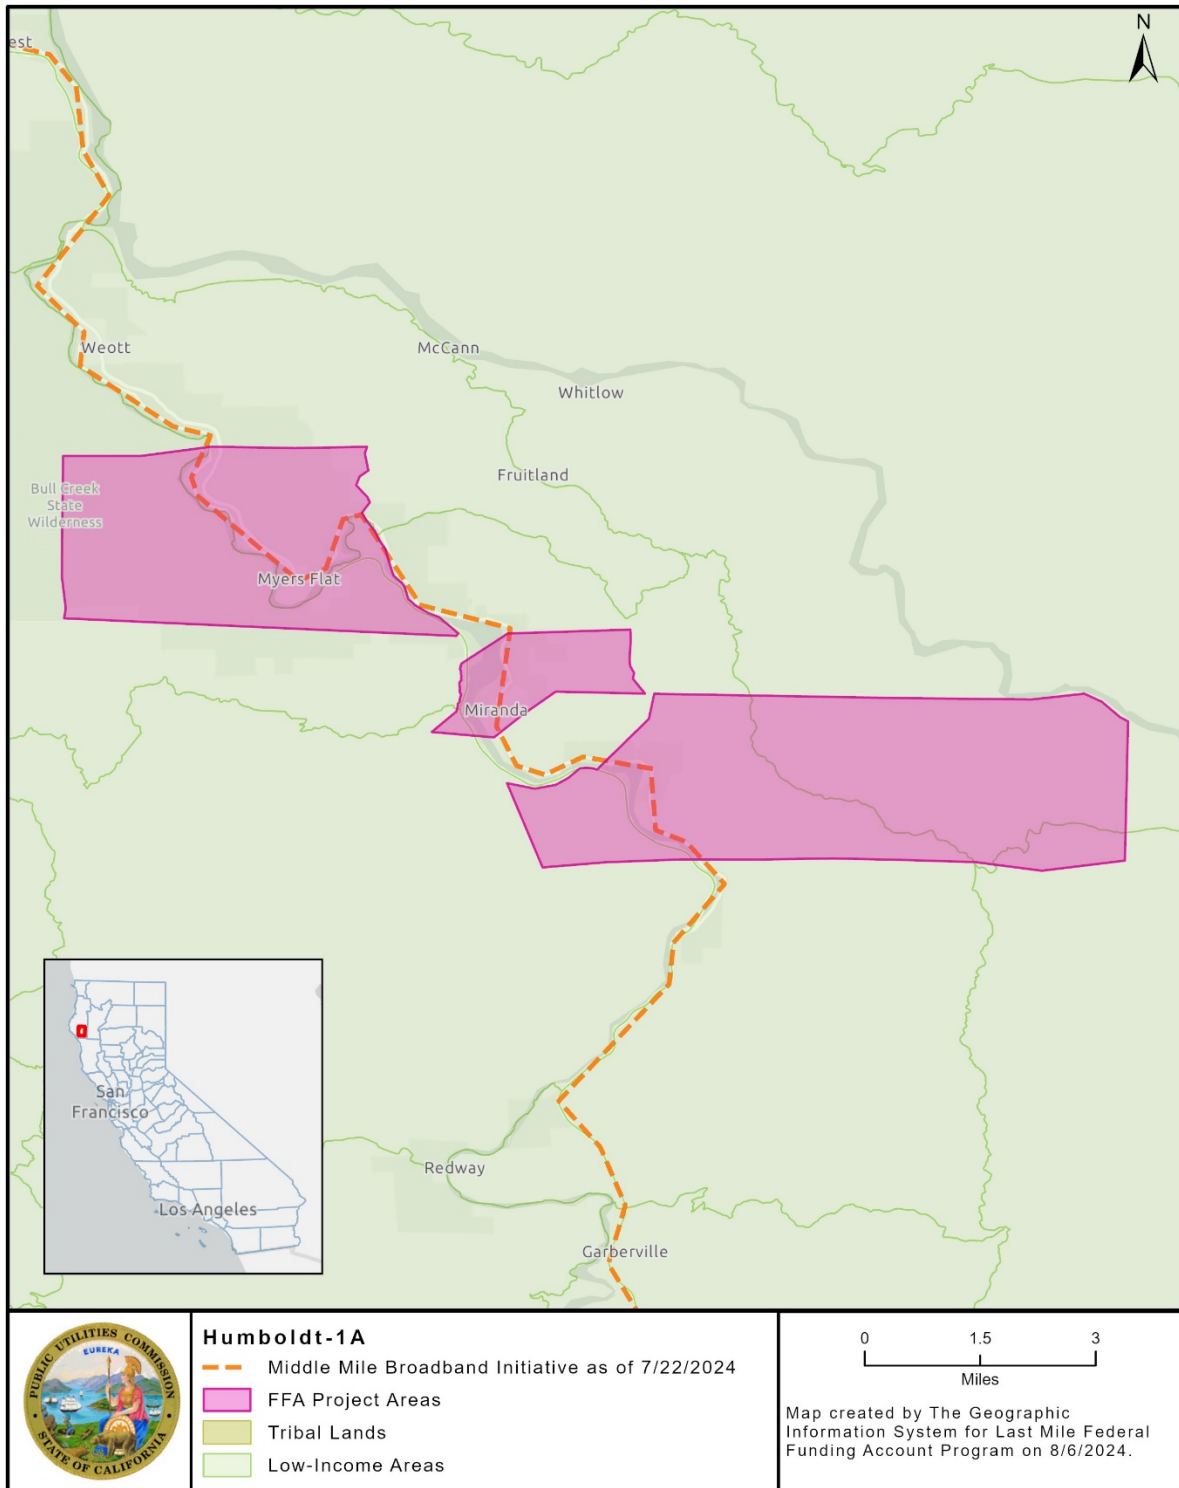 N
est
Weott
McCann
Whitlow
Fruitland
Bull Creek
State
Wilderness
Myers Flat
Miranda
Redway
Garberville
San
Francisco
Los Angeles
PUBLIC UTILITIES COMMISSION
EUREKA
STATE OF CALIFORNIA
Humboldt-1A
Middle Mile Broadband Initiative as of 7/22/2024
FFA Project Areas
Tribal Lands
Low-Income Areas
0 1.5 3
Miles
Map created by The Geographic
Information System for Last Mile Federal
Funding Account Program on 8/6/2024.